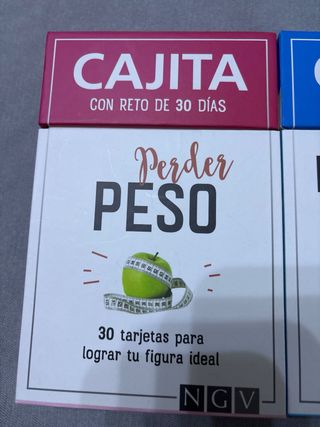 CAJITA
CON RETO DE 30 DÍAS
Perder
PESO
30 tarjetas para
lograr tu figura ideal
NGV